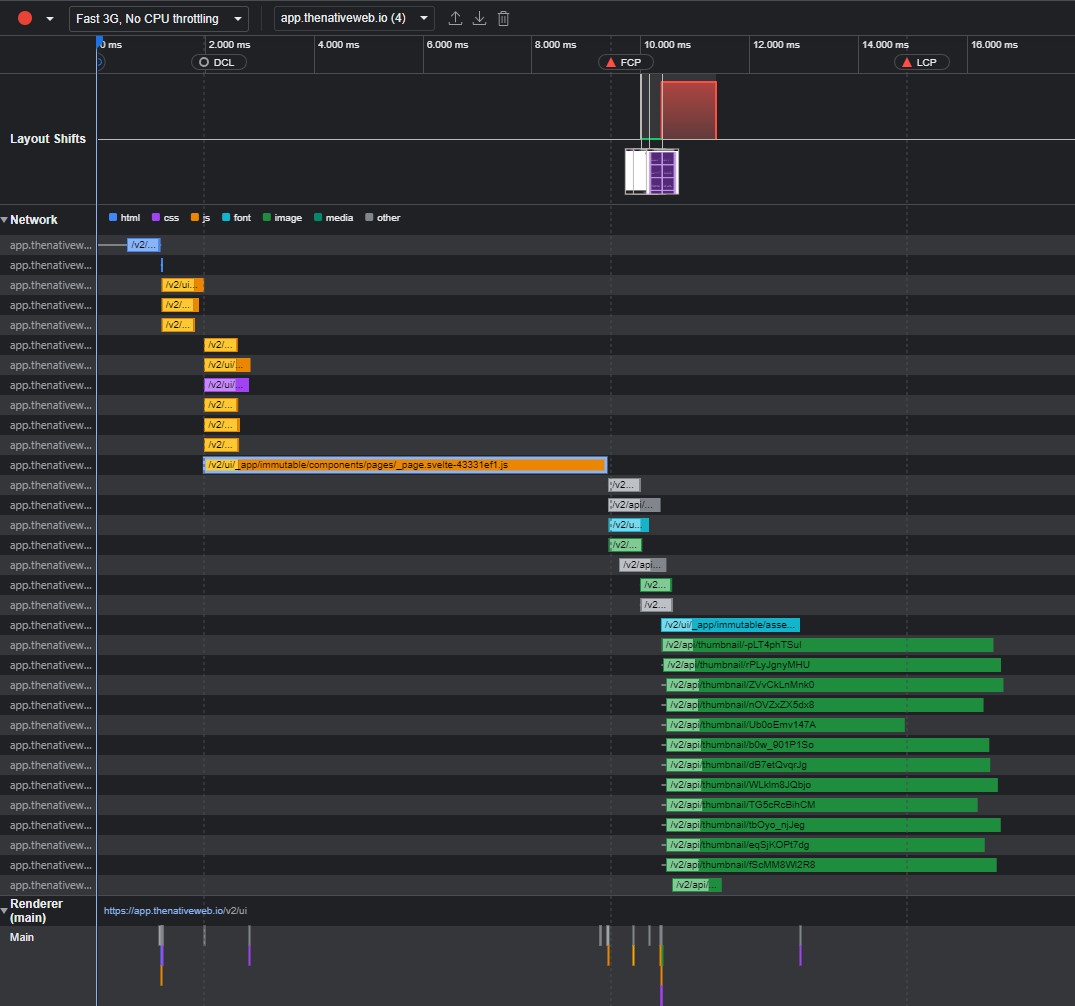 Fast 3G, No CPU throttling
app.thenativeweb.io (4)
0 ms 2.000 ms 4.000 ms 6.000 ms 8.000 ms 10.000 ms 12.000 ms 14.000 ms 16.000 ms
DCL FCP LCP
Layout Shifts
Network html css js font image media other
app.thenativew... /v2/...
app.thenativew...
app.thenativew... /v2/ui...
app.thenativew... /v2/...
app.thenativew... /v2/...
app.thenativew... /v2/...
app.thenativew... /v2/ui/...
app.thenativew... /v2/ui/...
app.thenativew... /v2/...
app.thenativew... /v2/...
app.thenativew... /v2/...
app.thenativew... /v2/ui/_app/immutable/components/pages/_page.svelte-43331ef1.js
app.thenativew... /v2...
app.thenativew... /v2/api/...
app.thenativew... /v2/u...
app.thenativew... /v2/...
app.thenativew... /v2/api...
app.thenativew... /v2...
app.thenativew... /v2...
app.thenativew... /v2/ui/_app/immutable/asse...
app.thenativew... /v2/api/thumbnail/-pLT4phTSuI
app.thenativew... /v2/api/thumbnail/rPLyJgnyMHU
app.thenativew... /v2/api/thumbnail/ZVvCkLnMnk0
app.thenativew... /v2/api/thumbnail/nOVZxZX5dx8
app.thenativew... /v2/api/thumbnail/Ub0oEmv147A
app.thenativew... /v2/api/thumbnail/b0w_901P1So
app.thenativew... /v2/api/thumbnail/dB7etQvqrJg
app.thenativew... /v2/api/thumbnail/WLkIm8JQbjo
app.thenativew... /v2/api/thumbnail/TG5cRcBihCM
app.thenativew... /v2/api/thumbnail/tbOyo_njJeg
app.thenativew... /v2/api/thumbnail/eqSjKOPt7dg
app.thenativew... /v2/api/thumbnail/fScMM8Wl2R8
app.thenativew... /v2/api/...
Renderer
(main) https://app.thenativeweb.io/v2/ui
Main